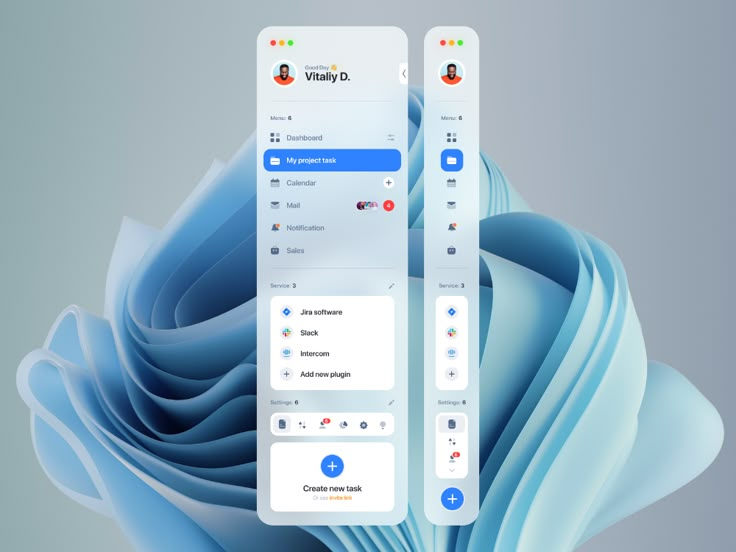 Good Day 👋
Vitaliy D.
Menu: 6
Dashboard
My project task
Calendar
Mail
4
Notification
Sales
Service: 3
Jira software
Slack
Intercom
Add new plugin
Settings: 6
6
Create new task
Or use invite link
Menu: 6
Service: 3
Settings: 6
6